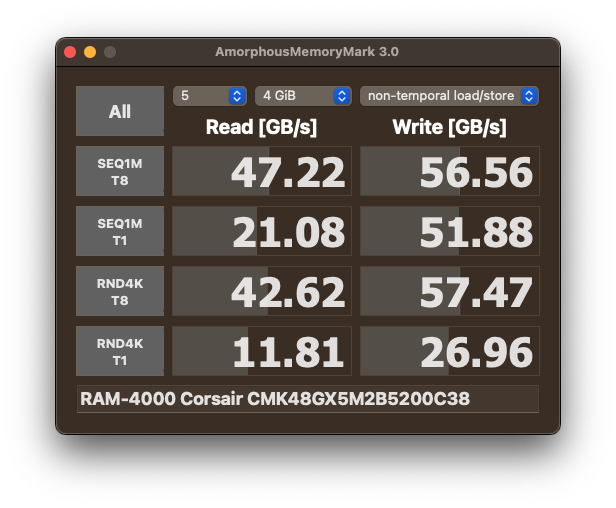 AmorphousMemoryMark 3.0
All
5
4 GiB
non-temporal load/store
Read [GB/s]
Write [GB/s]
SEQ1M
T8
47.22
56.56
SEQ1M
T1
21.08
51.88
RND4K
T8
42.62
57.47
RND4K
T1
11.81
26.96
RAM-4000 Corsair CMK48GX5M2B5200C38